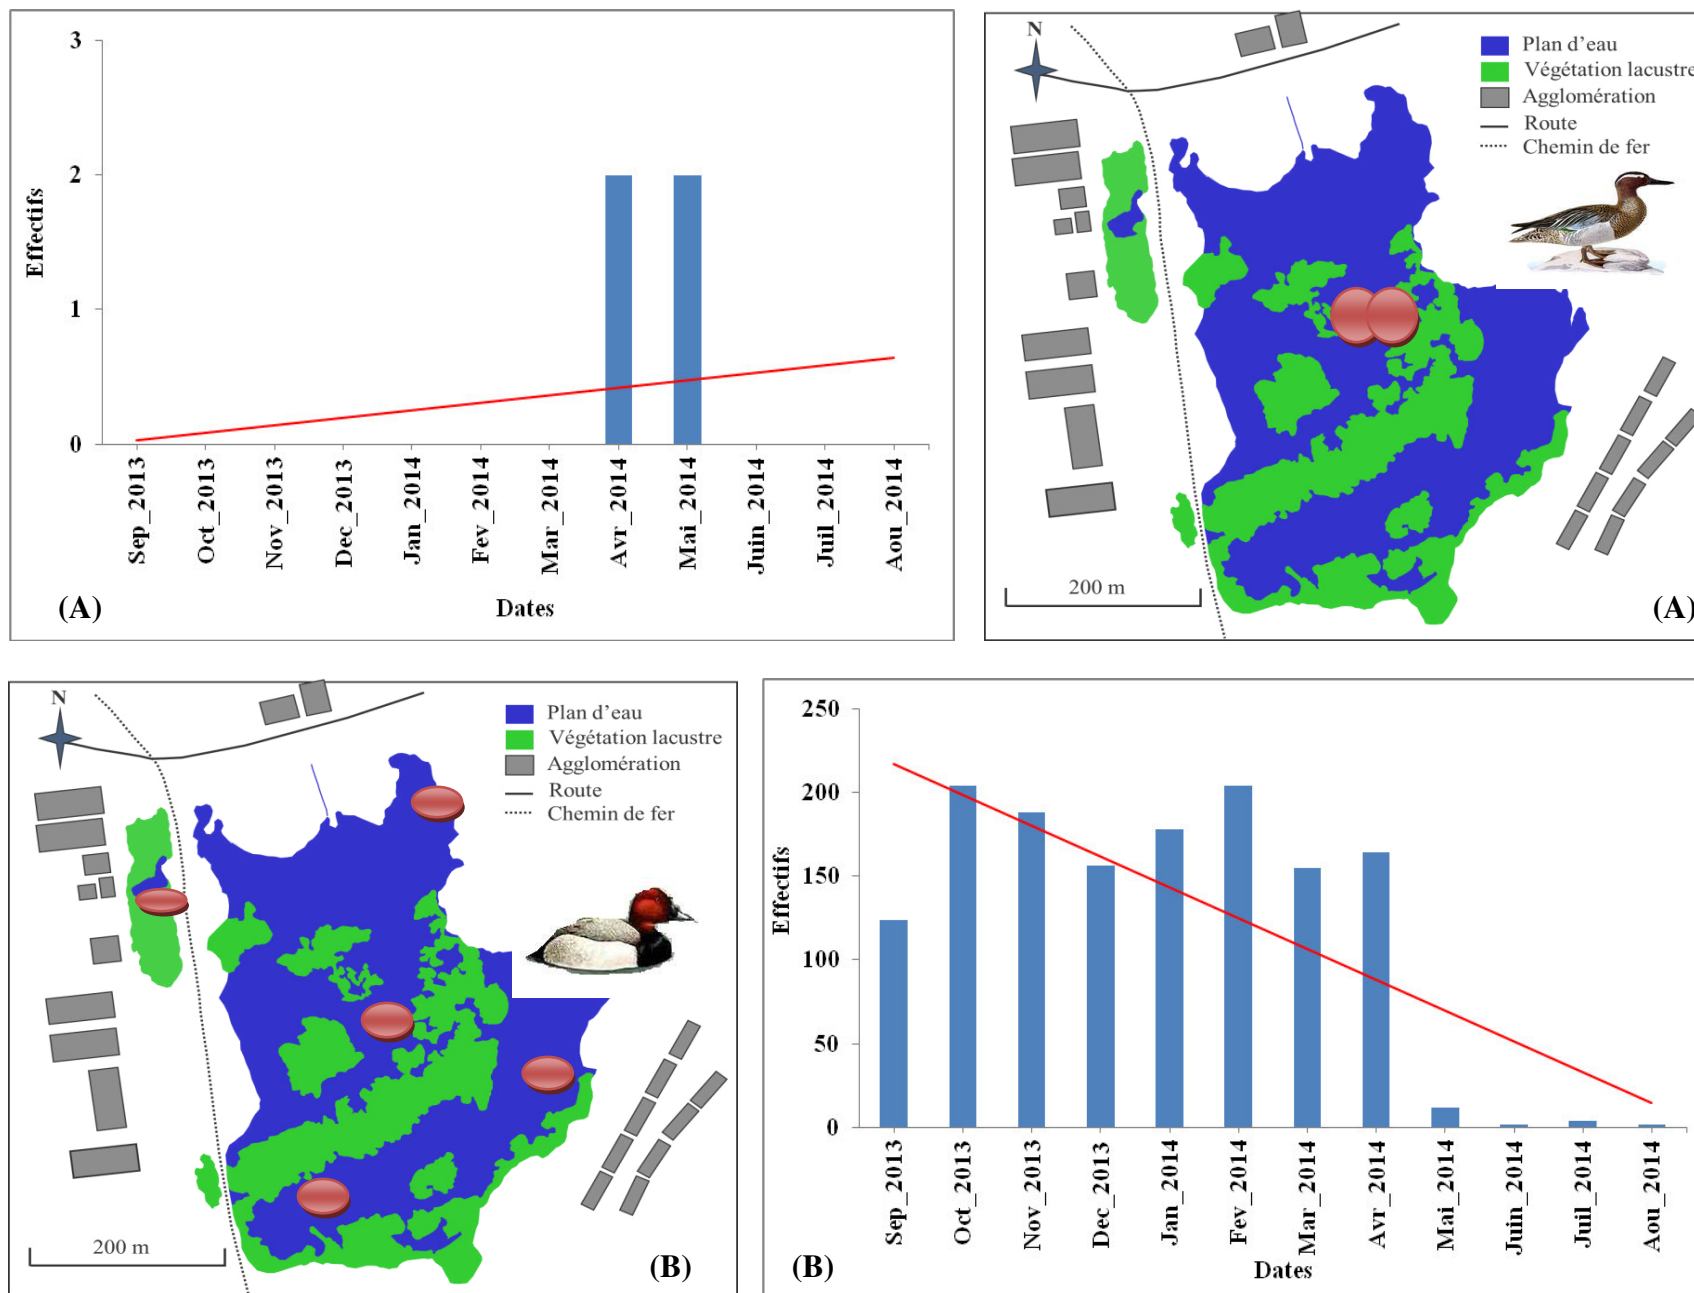 3
2
1
0
Effectifs
Sep_2013
Oct_2013
Nov_2013
Dec_2013
Jan_2014
Fev_2014
Mar_2014
Avr_2014
Mai_2014
Juin_2014
Juil_2014
Aou_2014
Dates
(A)
N
Plan d'eau
Végétation lacustre
Agglomération
Route
Chemin de fer
200 m
(A)
N
Plan d'eau
Végétation lacustre
Agglomération
Route
Chemin de fer
200 m
(B)
250
200
150
100
50
0
Effectifs
Sep_2013
Oct_2013
Nov_2013
Dec_2013
Jan_2014
Fev_2014
Mar_2014
Avr_2014
Mai_2014
Juin_2014
Juil_2014
Aou_2014
Dates
(B)